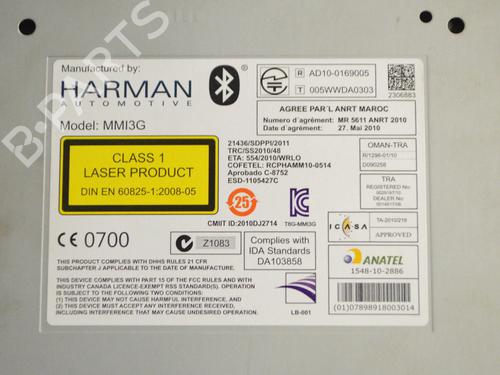 Manufactured by:
HARMAN
AUTOMOTIVE
Model: MMI3G
R AD10-0169005
T 005WWDA0303
2306883
AGREE PAR'L ANRT MAROC
Numero d'agrément: MR 5611 ANRT 2010
Date d'agrément: 27. Mai 2010
CLASS 1
LASER PRODUCT
DIN EN 60825-1:2008-05
21436/SDPPI/2011
TRC/SS2010/48
ETA: 554/2010/WRLO
COFETEL: RCPHAMM10-0514
Aprobado C-8752
ESD-1105427C
OMAN-TRA
R/1296-01/10
D090258
TRA
REGISTERED No
DEALER No
25
CMIIT ID:2010DJ2714
T8G-MMI3G
ICASA
TA-2010/219
APPROVED
CE 0700
N
Z1083
Complies with
IDA Standards
DA103858
ANATEL
1548-10-2886
(01)07898918003014
THIS PRODUCT COMPLIES WITH DHHS RULES 21 CFR
SUBCHAPTER J APPLICABLE AT DATE OF MANUFACTURE.
THIS DEVICE COMPLIES WITH PART 15 OF FCC RULES AND WITH
INDUSTRY CANADA LICENCE-EXEMPT RSS STANDARD(S). OPERATION
IS SUBJECT TO THE FOLLOWING TWO CONDITIONS:
(1) THIS DEVICE MAY NOT CAUSE HARMFUL INTERFERENCE, AND
(2) THIS DEVICE MUST ACCEPT ANY INTERFERENCE RECEIVED,
INCLUDING INTERFERENCE THAT MAY CAUSE UNDESIRED OPERATION.
LB-001
B-PARTS